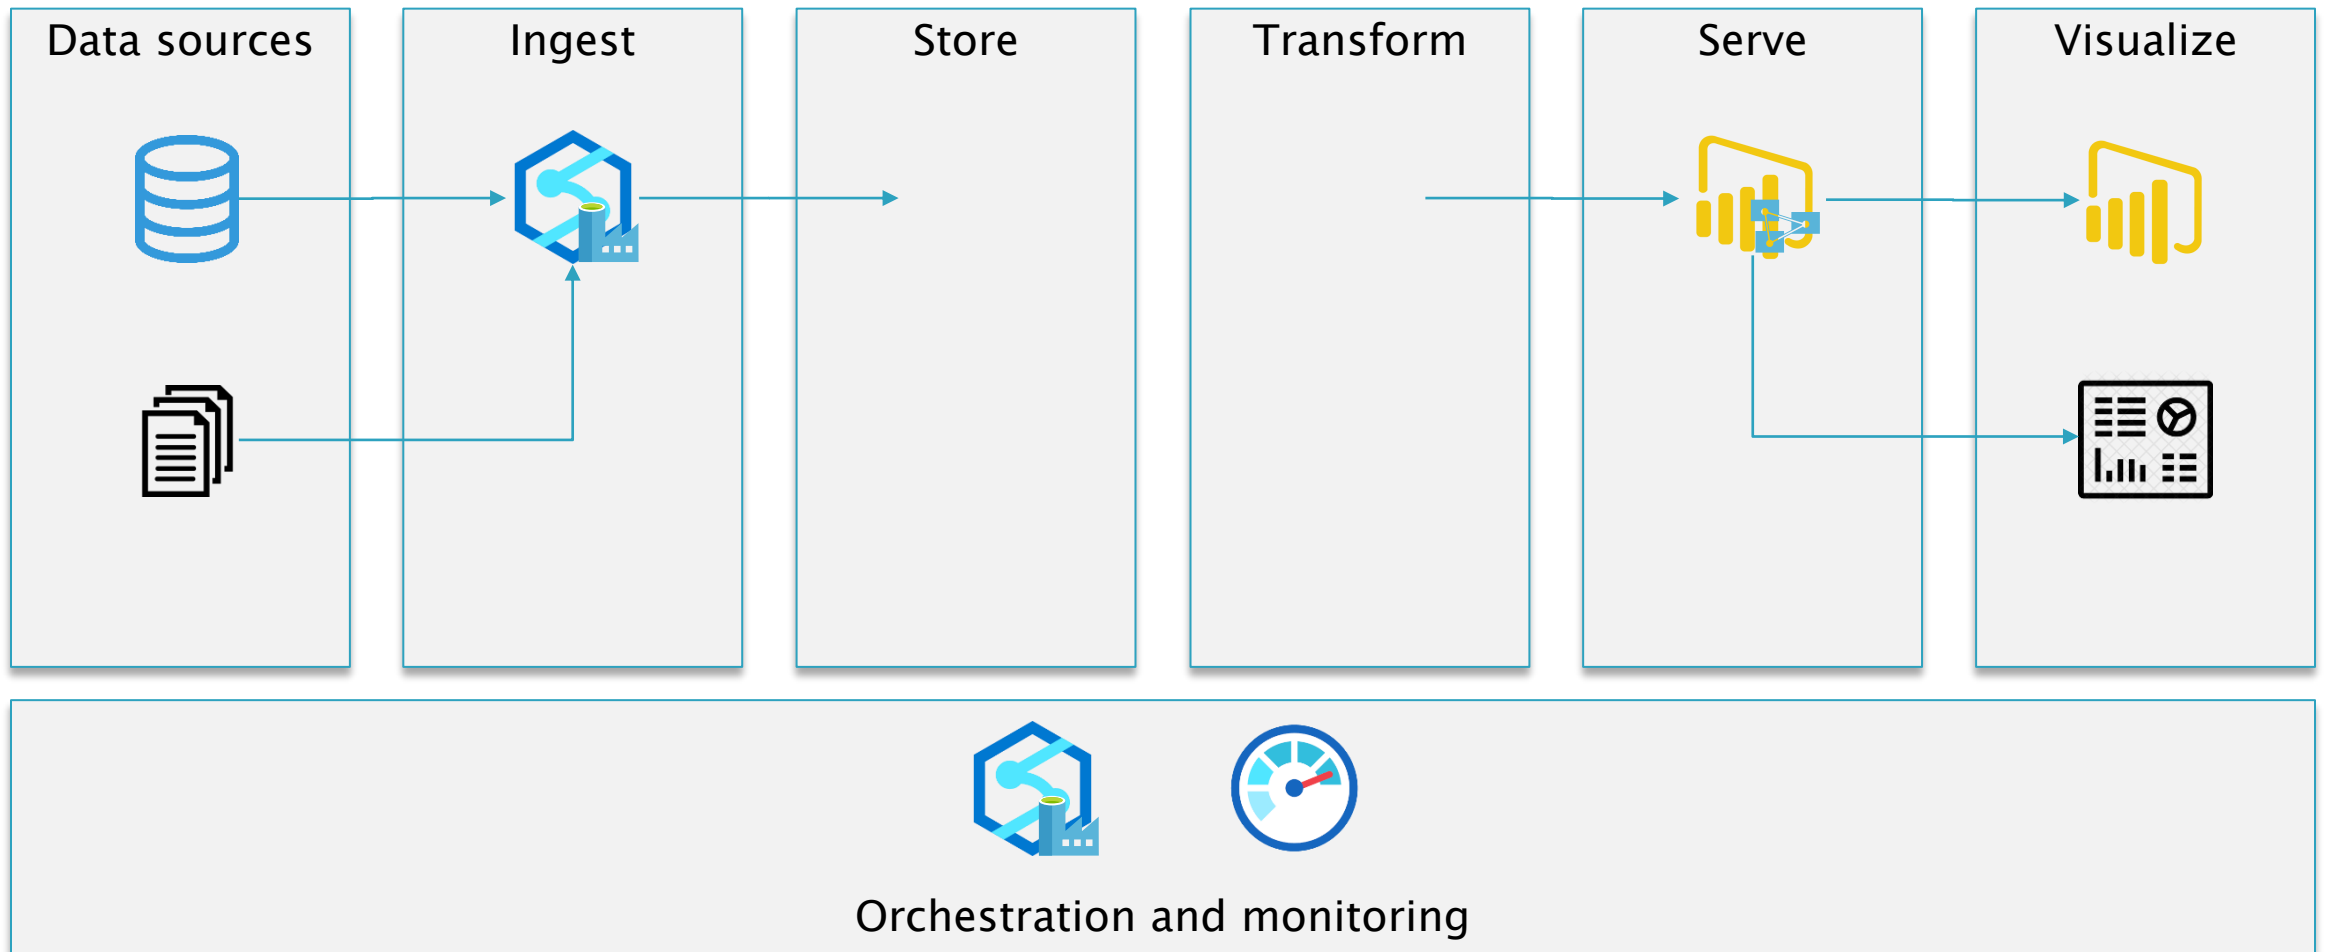 Data sources
Ingest
Store
Transform
Serve
Visualize
Orchestration and monitoring